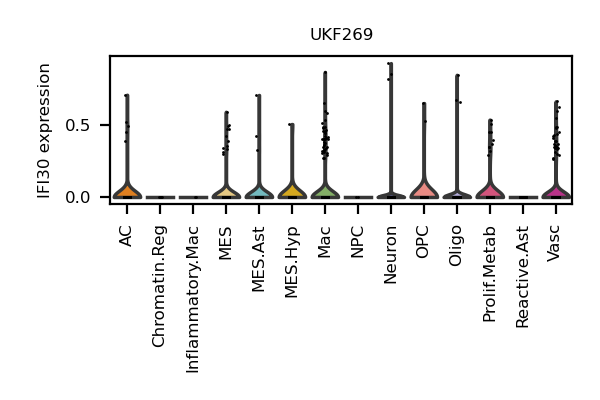 UKF269
IFI30 expression
0.5
0.0
AC
Chromatin.Reg
Inflammatory.Mac
MES
MES.Ast
MES.Hyp
Mac
NPC
Neuron
OPC
Oligo
Prolif.Metab
Reactive.Ast
Vasc